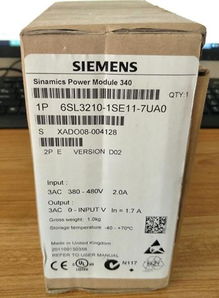 SIEMENS
Sinamics Power Module 340
QTY:1
1P 6SL3210-1SE11-7UA0
S XADO08-004128
2P E VERSION D02
Input :
3AC 380 - 480V 2.0A
Output :
3AC 0 - INPUT V In = 1.7 A
Gross weight: 1.0kg
Storage temperature -40 - +70°C
Made in United Kingdom
REFER TO USER MANUAL
N117